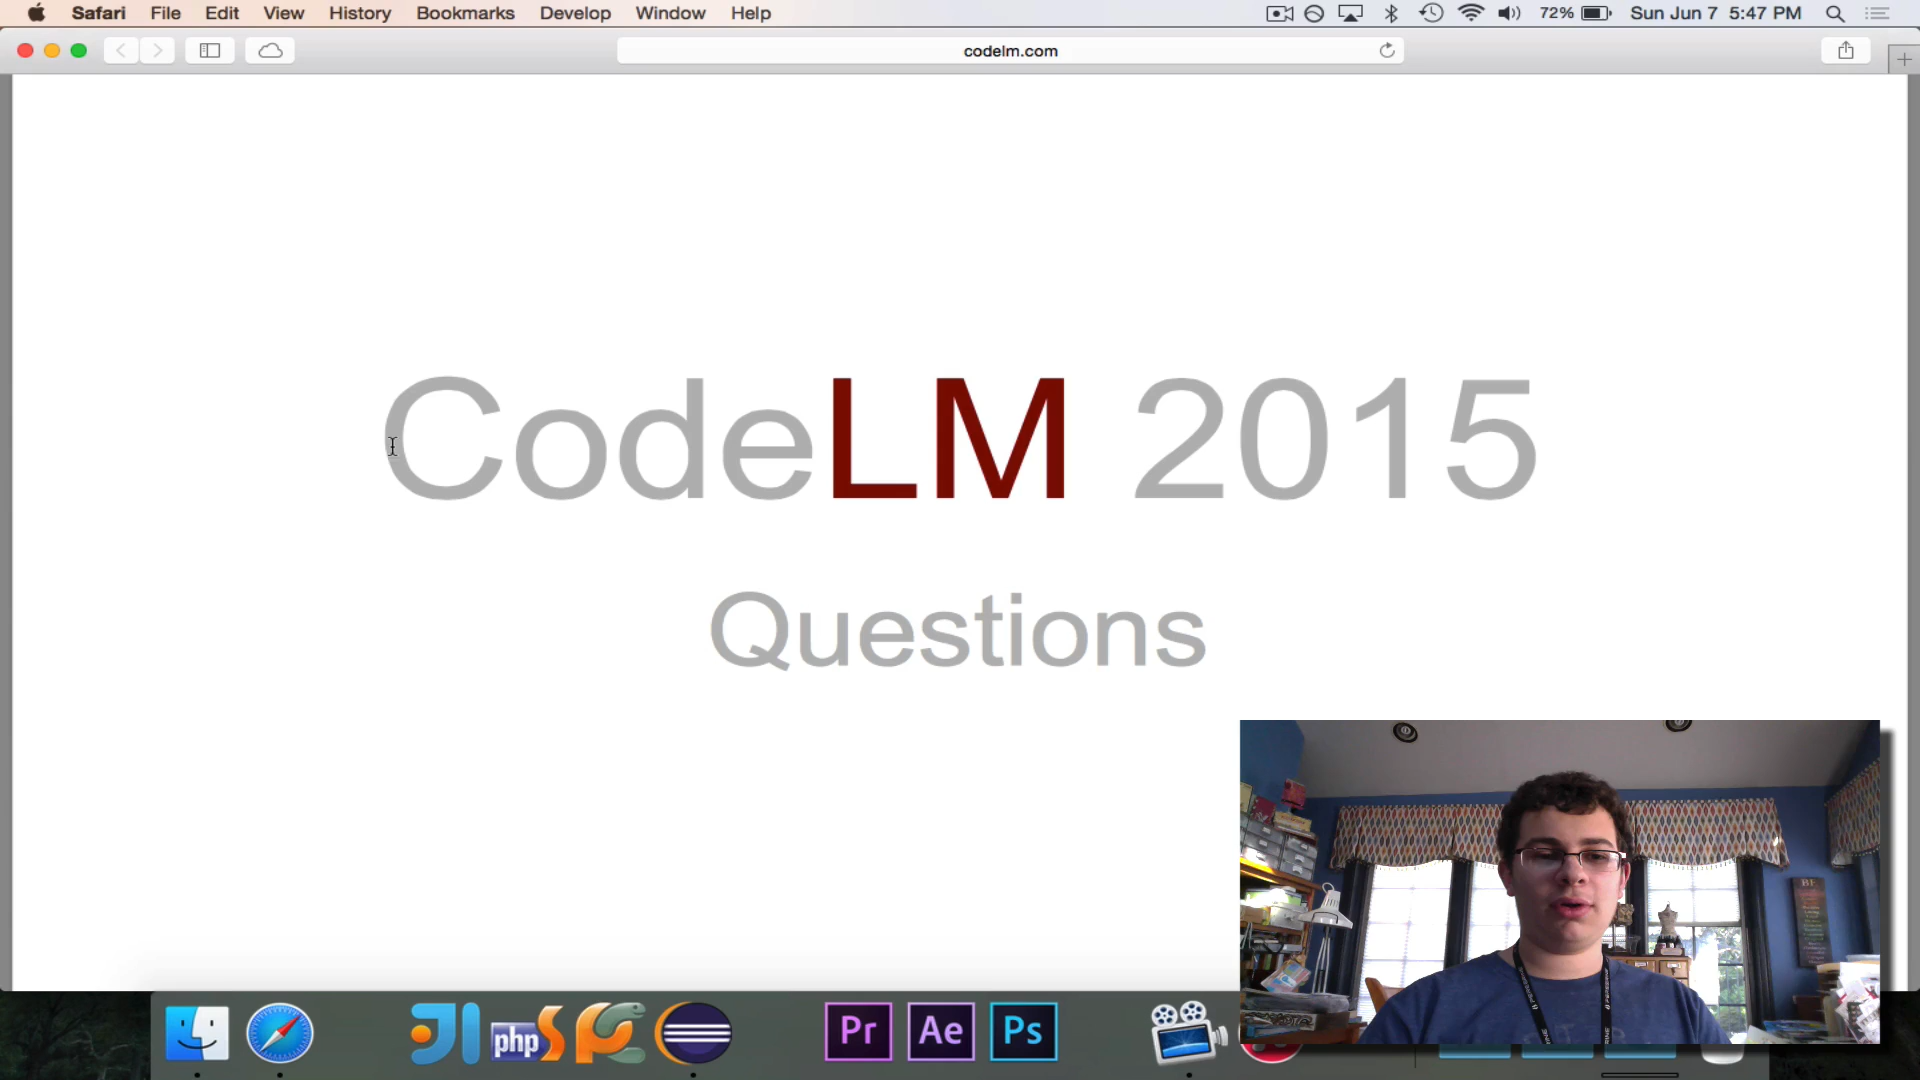 Safari File Edit View History Bookmarks Develop Window Help 72% Sun Jun 7 5:47 PM
codelm.com
CodeLM 2015
Questions
php
Pr Ae Ps
BF